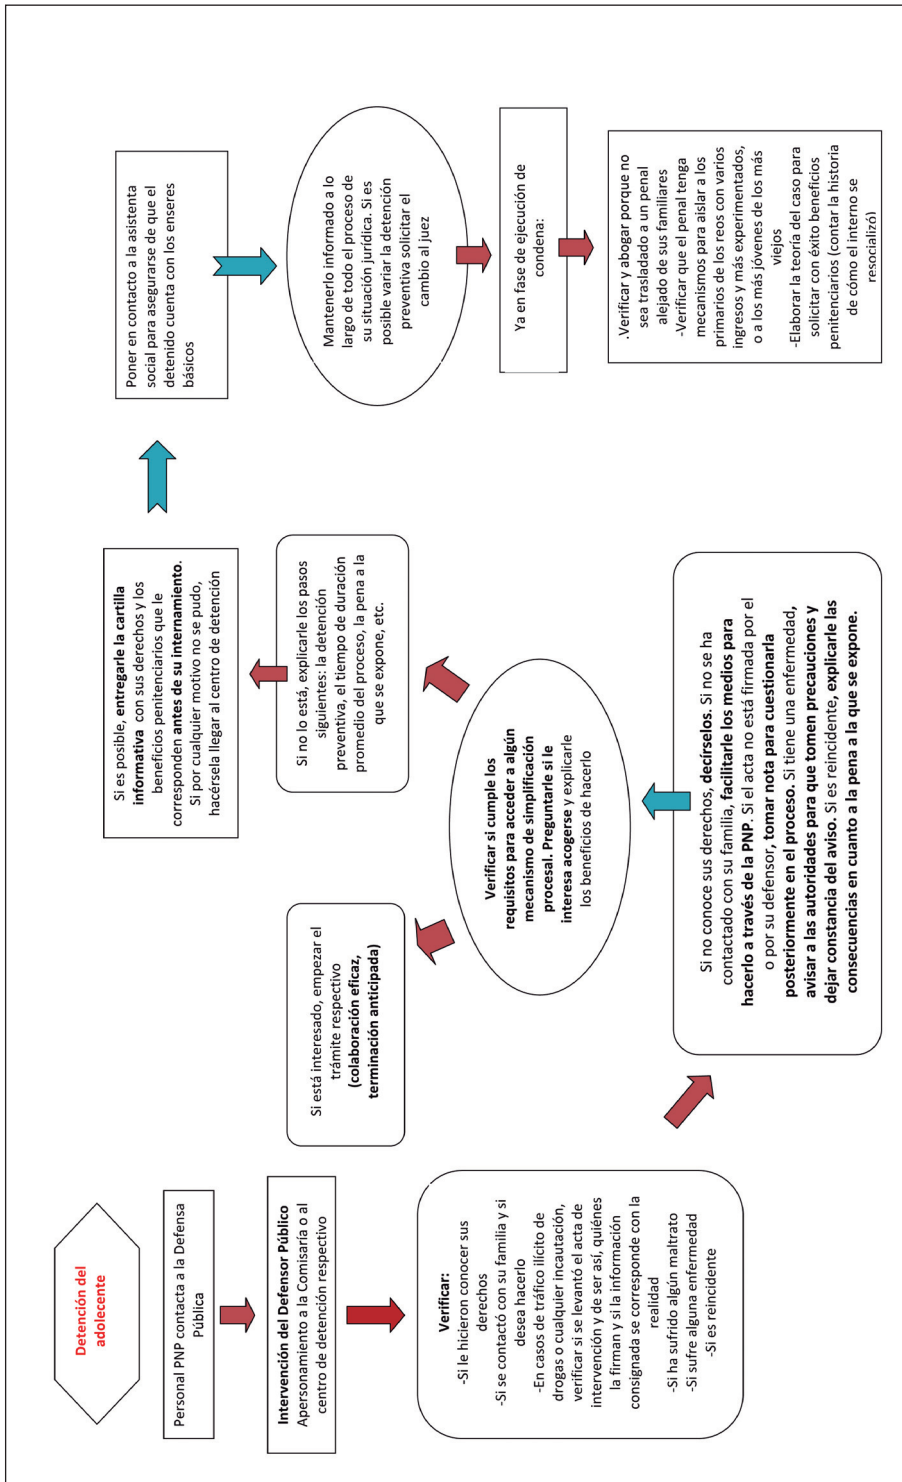 Detención del
adolecente
Personal PNP contacta a la Defensa
Pública
Intervención del Defensor Público
Apersonamiento a la Comisaría o al
centro de detención respectivo
Verificar:
-Si le hicieron conocer sus
derechos
-Si se contactó con su familia y si
desea hacerlo
-En casos de tráfico ilícito de
drogas o cualquier incautación,
verificar si se levantó el acta de
intervención y de ser así, quiénes
la firman y si la información
consignada se corresponde con la
realidad
-Si ha sufrido algún maltrato
-Si sufre alguna enfermedad
-Si es reincidente
Si no conoce sus derechos, decírselos. Si no se ha
contactado con su familia, facilitarle los medios para
hacerlo a través de la PNP. Si el acta no está firmada por el
o por su defensor, tomar nota para cuestionarla
posteriormente en el proceso. Si tiene una enfermedad,
avisar a las autoridades para que tomen precauciones y
dejar constancia del aviso. Si es reincidente, explicarle las
consecuencias en cuanto a la pena a la que se expone.
Verificar si cumple los
requisitos para acceder a algún
mecanismo de simplificación
procesal. Preguntarle si le
interesa acogerse y explicarle
los beneficios de hacerlo
Si está interesado, empezar el
trámite respectivo
(colaboración eficaz,
terminación anticipada)
Si no lo está, explicarle los pasos
siguientes: la detención
preventiva, el tiempo de duración
promedio del proceso, la pena a la
que se expone, etc.
Si es posible, entregarle la cartilla
informativa con sus derechos y los
beneficios penitenciarios que le
corresponden antes de su internamiento.
Si por cualquier motivo no se pudo,
hacérsela llegar al centro de detención
Poner en contacto a la asistenta
social para asegurarse de que el
detenido cuenta con los enseres
básicos
Mantenerlo informado a lo
largo de todo el proceso de
su situación jurídica. Si es
posible variar la detención
preventiva solicitar el
cambio al juez
Ya en fase de ejecución de
condena:
.Verificar y abogar porque no
sea trasladado a un penal
alejado de sus familiares
-Verificar que el penal tenga
mecanismos para aislar a los
primarios de los reos con varios
ingresos y más experimentados,
o a los más jóvenes de los más
viejos
-Elaborar la teoría del caso para
solicitar con éxito beneficios
penitenciarios (contar la historia
de cómo el interno se
resocializó)